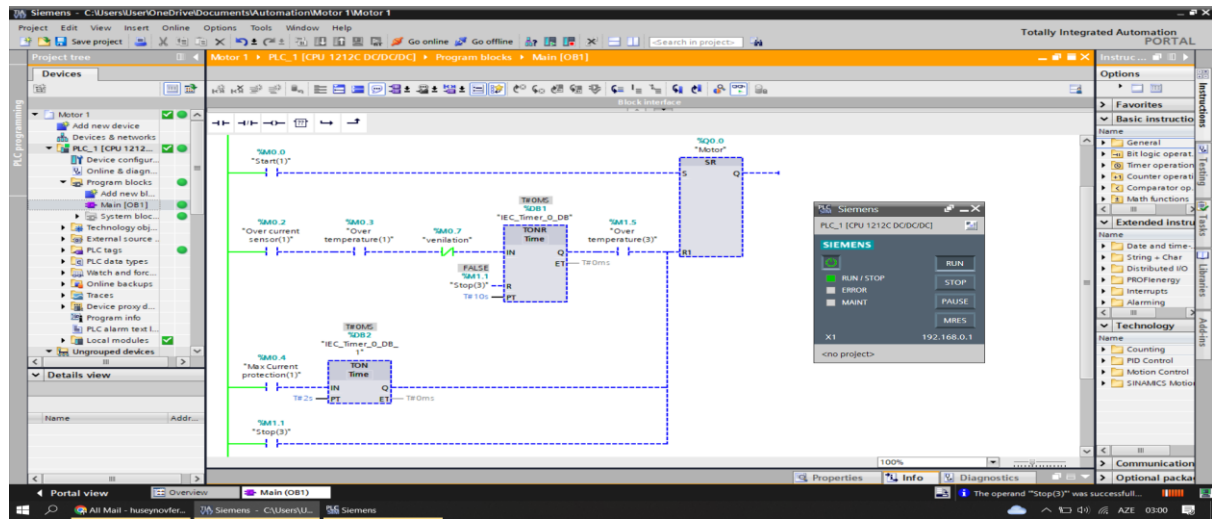 Siemens - C:\Users\User\OneDrive\Documents\Automation\Motor 1\Motor 1
Project Edit View Insert Online Options Tools Window Help
Totally Integrated Automation
PORTAL
Save project
Go online
Go offline
<Search in project>
Project tree
Motor 1 PLC_1 [CPU 1212C DC/DC/DC] Program blocks Main [OB1]
Instruc...
Devices
Options
PLC programming
Block interface
Motor 1
Add new device
Devices & networks
PLC_1 [CPU 1212...
Device configur...
Online & diagn...
Program blocks
Add new bl...
Main [OB1]
System bloc...
Technology obj...
External source ..
PLC tags
PLC data types
Watch and forc...
Online backups
Traces
Device proxy d...
Program info
PLC alarm text l...
Local modules
Ungrouped devices
Details view
Name
Addr...
%M0.0
"Start(1)"
%Q0.0
"Motor"
SR
S
Q
%M0.2
"Over current
sensor(1)"
%M0.3
"Over
temperature(1)"
%M0.7
"venilation"
T#0MS
%DB1
"IEC_Timer_0_DB"
TONR
Time
IN
Q
ET
T#0ms
%M1.5
"Over
temperature(3)"
R1
FALSE
%M1.1
"Stop(3)"
R
T#10s
PT
T#0MS
%DB2
"IEC_Timer_0_DB_
1"
%M0.4
"Max Current
protection(1)"
TON
Time
IN
Q
T#2s
PT
ET
T#0ms
%M1.1
"Stop(3)"
Siemens
PLC_1 [CPU 1212C DC/DC/DC]
SIEMENS
RUN / STOP
ERROR
MAINT
RUN
STOP
PAUSE
MRES
X1
192.168.0.1
<no project>
Favorites
Basic instructio
Name
General
Bit logic operat.
Timer operation
Counter operati
Comparator op.
Math functions
Extended instru
Name
Date and time-.
String + Char
Distributed I/O
PROFIenergy
Interrupts
Alarming
Technology
Name
Counting
PID Control
Motion Control
SINAMICS Motio
Communication
Optional packa
Instructions
Testing
Tasks
Libraries
Add-ins
100%
Properties
Info
Diagnostics
Portal view
Overview
Main (OB1)
The operand '"Stop(3)"' was successfull...
All Mail - huseynovfer...
Siemens - C:\Users\U...
Siemens
AZE
03:00